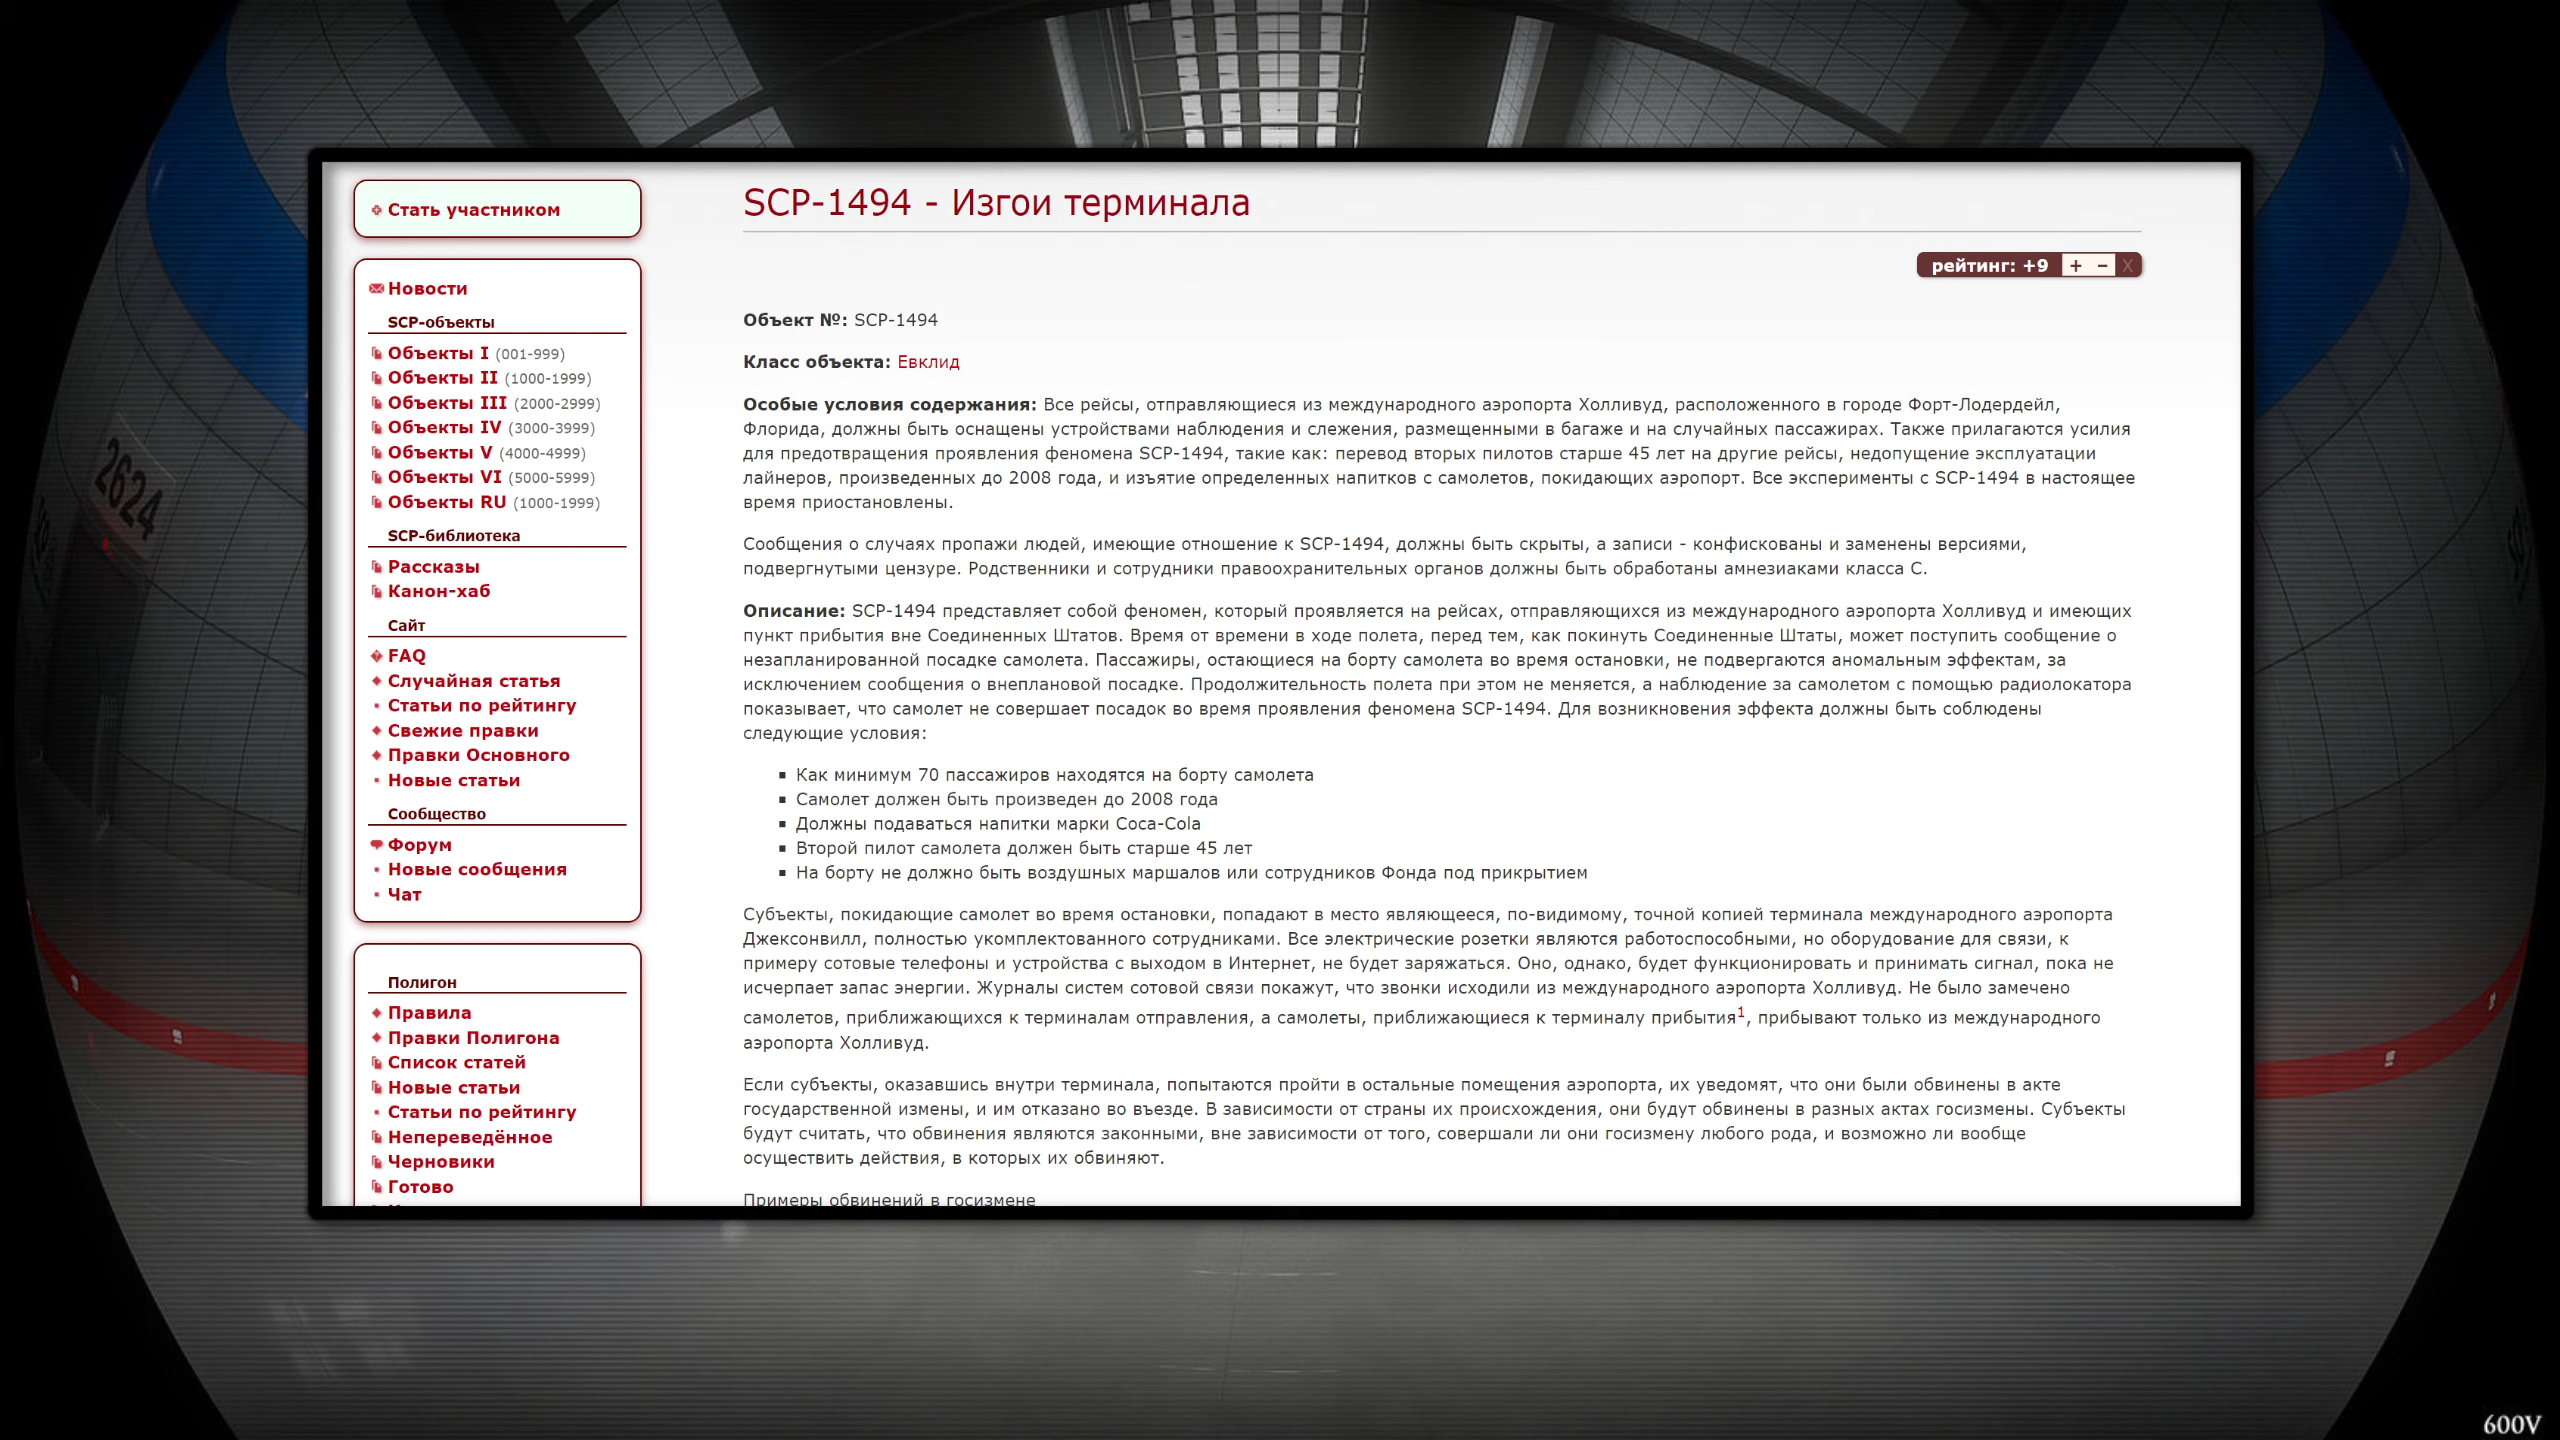 Стать участником
Новости
SCP-объекты
Объекты I (001-999)
Объекты II (1000-1999)
Объекты III (2000-2999)
Объекты IV (3000-3999)
Объекты V (4000-4999)
Объекты VI (5000-5999)
Объекты RU (1000-1999)
SCP-библиотека
Рассказы
Канон-хаб
Сайт
FAQ
Случайная статья
Статьи по рейтингу
Свежие правки
Правки Основного
Новые статьи
Сообщество
Форум
Новые сообщения
Чат
Полигон
Правила
Правки Полигона
Список статей
Новые статьи
Статьи по рейтингу
Непереведённое
Черновики
Готово
SCP-1494 - Изгои терминала
рейтинг: +9 + – X
Объект №: SCP-1494
Класс объекта: Евклид
Особые условия содержания: Все рейсы, отправляющиеся из международного аэропорта Холливуд, расположенного в городе Форт-Лодердейл,
Флорида, должны быть оснащены устройствами наблюдения и слежения, размещенными в багаже и на случайных пассажирах. Также прилагаются усилия
для предотвращения проявления феномена SCP-1494, такие как: перевод вторых пилотов старше 45 лет на другие рейсы, недопущение эксплуатации
лайнеров, произведенных до 2008 года, и изъятие определенных напитков с самолетов, покидающих аэропорт. Все эксперименты с SCP-1494 в настоящее
время приостановлены.
Сообщения о случаях пропажи людей, имеющие отношение к SCP-1494, должны быть скрыты, а записи - конфискованы и заменены версиями,
подвергнутыми цензуре. Родственники и сотрудники правоохранительных органов должны быть обработаны амнезиаками класса C.
Описание: SCP-1494 представляет собой феномен, который проявляется на рейсах, отправляющихся из международного аэропорта Холливуд и имеющих
пункт прибытия вне Соединенных Штатов. Время от времени в ходе полета, перед тем, как покинуть Соединенные Штаты, может поступить сообщение о
незапланированной посадке самолета. Пассажиры, остающиеся на борту самолета во время остановки, не подвергаются аномальным эффектам, за
исключением сообщения о внеплановой посадке. Продолжительность полета при этом не меняется, а наблюдение за самолетом с помощью радиолокатора
показывает, что самолет не совершает посадок во время проявления феномена SCP-1494. Для возникновения эффекта должны быть соблюдены
следующие условия:
Как минимум 70 пассажиров находятся на борту самолета
Самолет должен быть произведен до 2008 года
Должны подаваться напитки марки Coca-Cola
Второй пилот самолета должен быть старше 45 лет
На борту не должно быть воздушных маршалов или сотрудников Фонда под прикрытием
Субъекты, покидающие самолет во время остановки, попадают в место являющееся, по-видимому, точной копией терминала международного аэропорта
Джексонвилл, полностью укомплектованного сотрудниками. Все электрические розетки являются работоспособными, но оборудование для связи, к
примеру сотовые телефоны и устройства с выходом в Интернет, не будет заряжаться. Оно, однако, будет функционировать и принимать сигнал, пока не
исчерпает запас энергии. Журналы систем сотовой связи покажут, что звонки исходили из международного аэропорта Холливуд. Не было замечено
самолетов, приближающихся к терминалам отправления, а самолеты, приближающиеся к терминалу прибытия1, прибывают только из международного
аэропорта Холливуд.
Если субъекты, оказавшись внутри терминала, попытаются пройти в остальные помещения аэропорта, их уведомят, что они были обвинены в акте
государственной измены, и им отказано во въезде. В зависимости от страны их происхождения, они будут обвинены в разных актах госизмены. Субъекты
будут считать, что обвинения являются законными, вне зависимости от того, совершали ли они госизмену любого рода, и возможно ли вообще
осуществить действия, в которых их обвиняют.
Примеры обвинений в госизмене
2624
600V